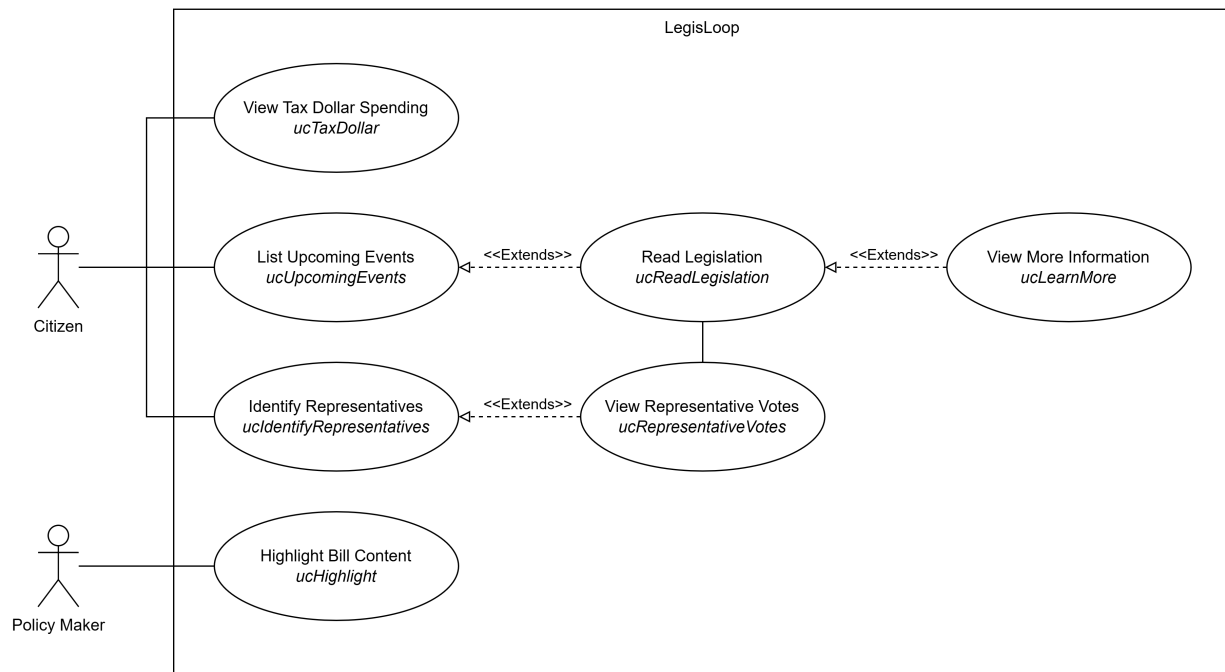 LegisLoop
View Tax Dollar Spending
ucTaxDollar
List Upcoming Events
ucUpcomingEvents
<<Extends>>
Read Legislation
ucReadLegislation
<<Extends>>
View More Information
ucLearnMore
Citizen
Identify Representatives
ucIdentifyRepresentatives
<<Extends>>
View Representative Votes
ucRepresentativeVotes
Highlight Bill Content
ucHighlight
Policy Maker